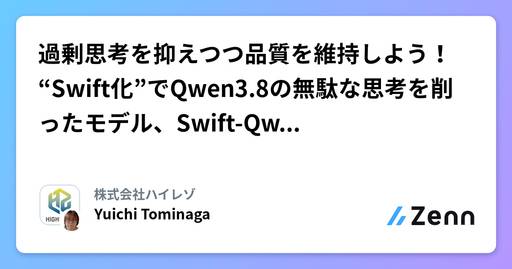 過剰思考を抑えつつ品質を維持しよう！
“Swift化”でQwen3.8の無駄な思考を削
ったモデル、Swift-Qw...
株式会社ハイレゾ
Yuichi Tominaga
HIGH
Zenn